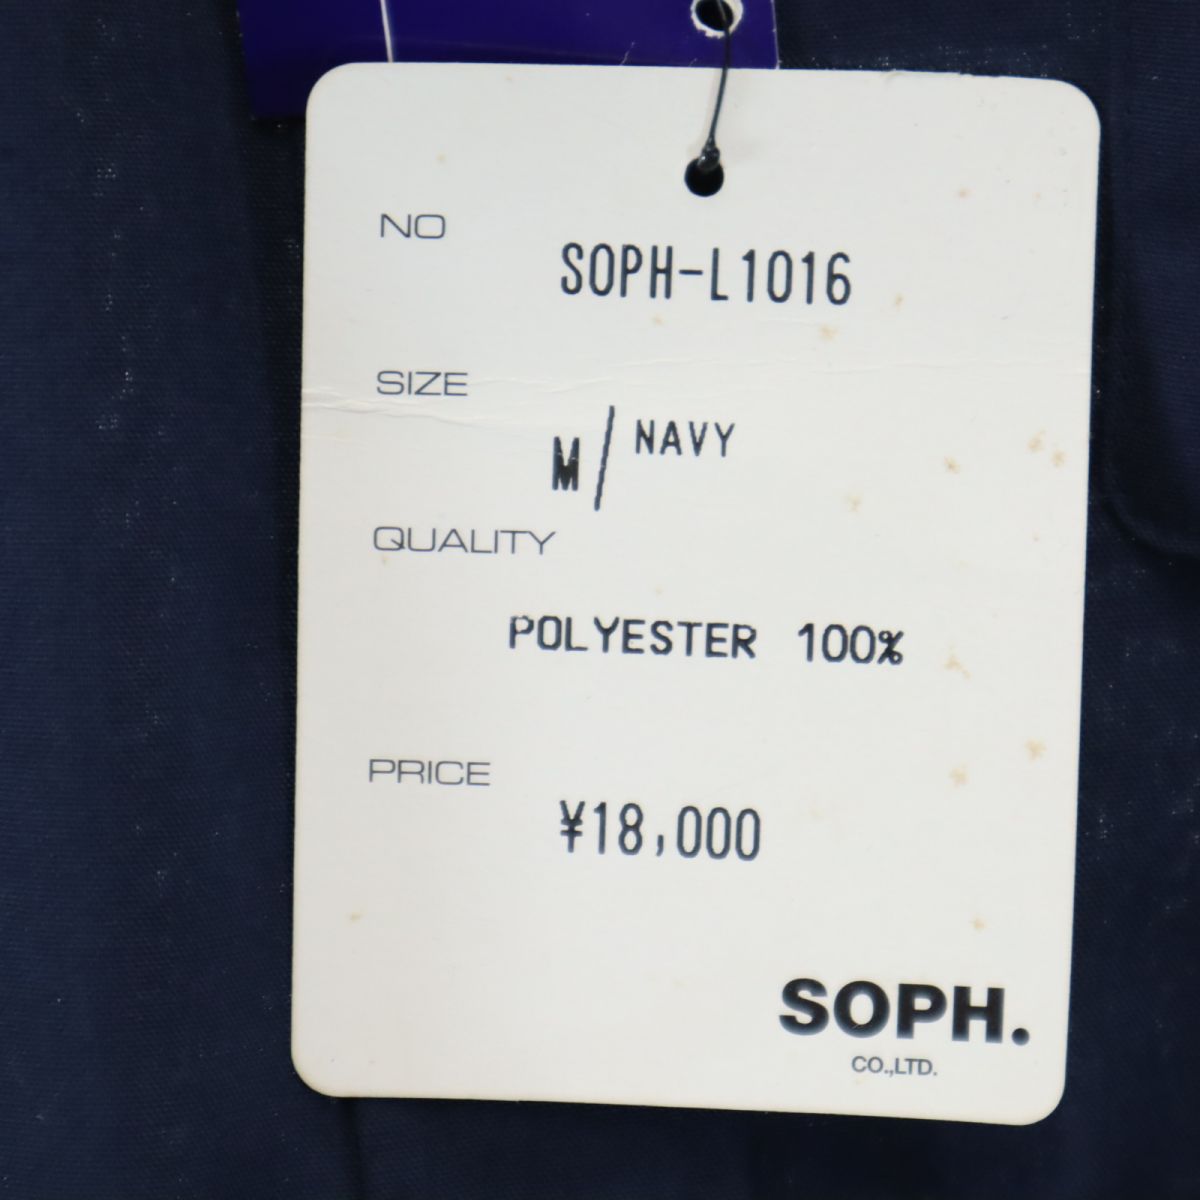 NO
SOPH-L1016
SIZE
M/NAVY
QUALITY
POLYESTER 100%
PRICE
¥18,000
SOPH.
CO.,LTD.